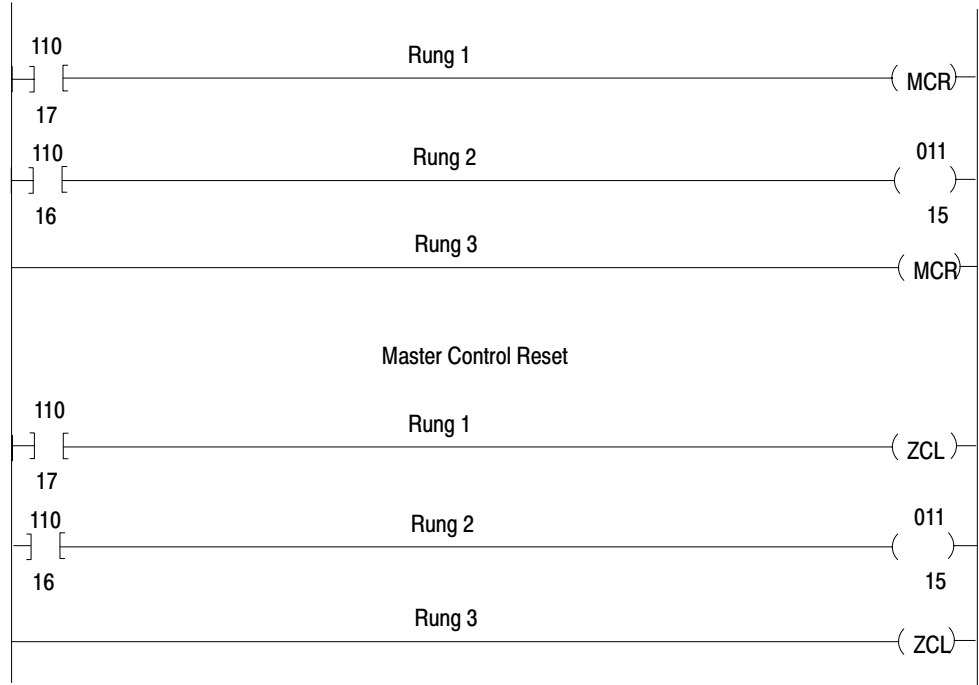 110
Rung 1
MCR
17
110
Rung 2
011
16
15
Rung 3
MCR
Master Control Reset
110
Rung 1
ZCL
17
110
Rung 2
011
16
15
Rung 3
ZCL